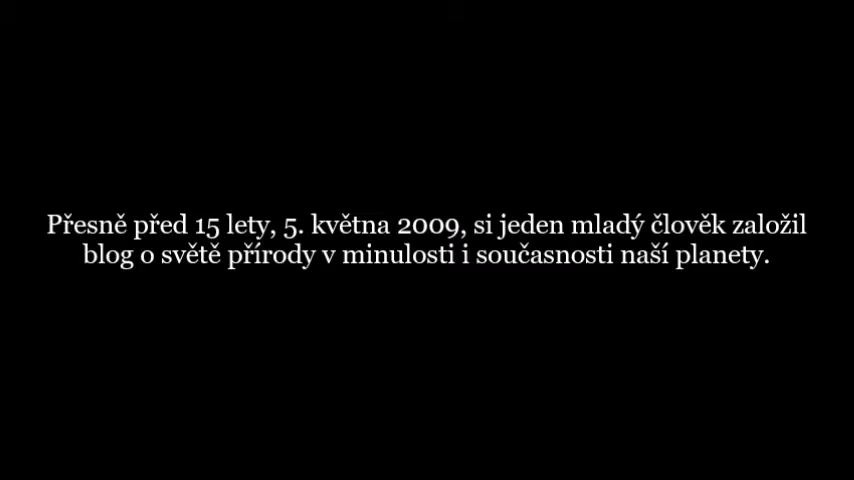 Přesně před 15 lety, 5. května 2009, si jeden mladý člověk založil
blog o světě přírody v minulosti i současnosti naší planety.